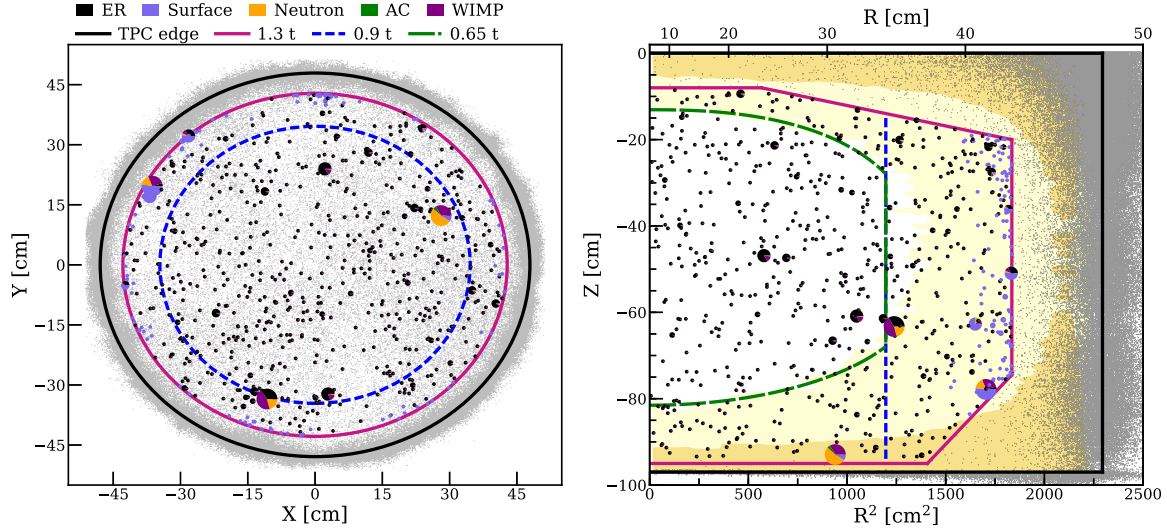 ER Surface Neutron AC WIMP
TPC edge 1.3 t 0.9 t 0.65 t
45
30
15
0
−15
−30
−45
Y [cm]
−45 −30 −15 0 15 30 45
X [cm]
R [cm]
10 20 30 40 50
0
−20
−40
−60
−80
−100
Z [cm]
0 500 1000 1500 2000 2500
R² [cm²]